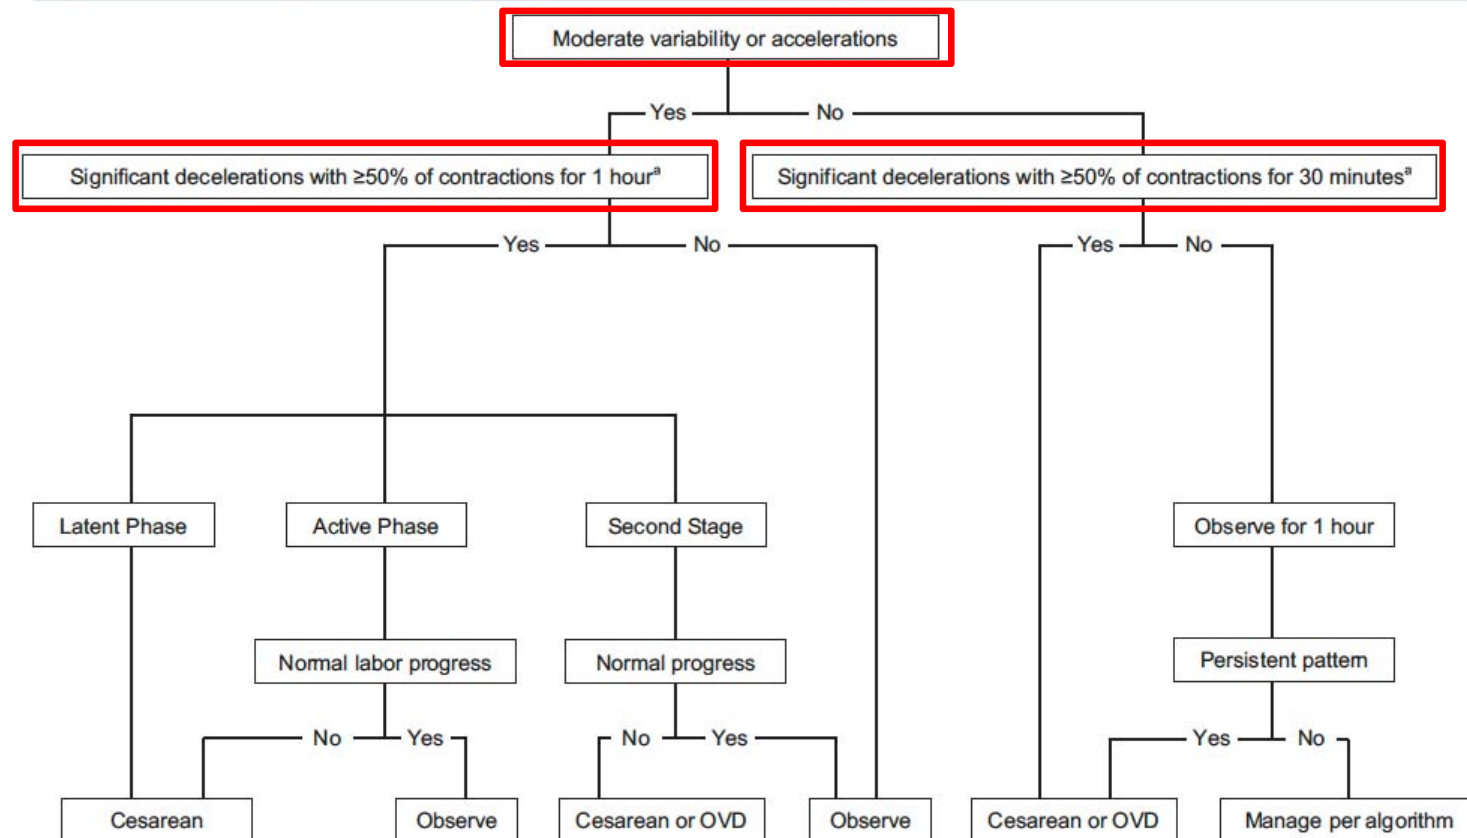 Moderate variability or accelerations
Yes No
Significant decelerations with ≥50% of contractions for 1 hourᵃ
Significant decelerations with ≥50% of contractions for 30 minutesᵃ
Yes No
Yes No
Latent Phase
Active Phase
Second Stage
Observe for 1 hour
Normal labor progress
Normal progress
Persistent pattern
No Yes
No Yes
Yes No
Cesarean
Observe
Cesarean or OVD
Observe
Cesarean or OVD
Manage per algorithm